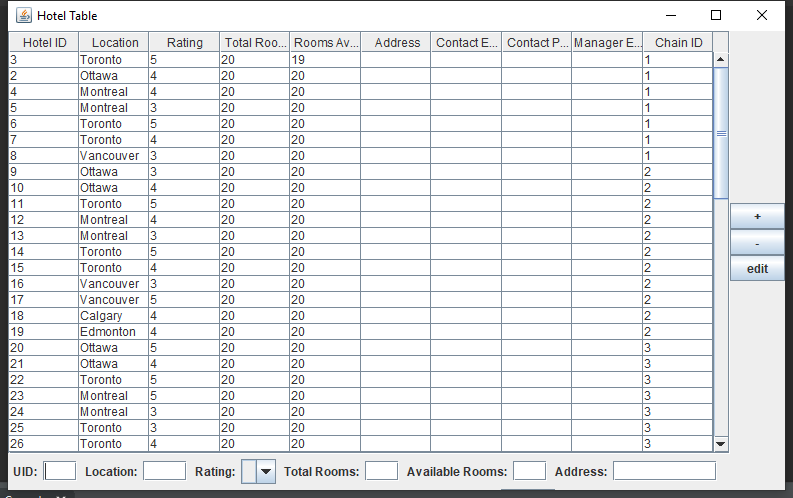 Hotel Table
Hotel ID Location Rating Total Roo... Rooms Av... Address Contact E... Contact P... Manager E... Chain ID
3 Toronto 5 20 19 1
2 Ottawa 4 20 20 1
4 Montreal 4 20 20 1
5 Montreal 3 20 20 1
6 Toronto 5 20 20 1
7 Toronto 4 20 20 1
8 Vancouver 3 20 20 1
9 Ottawa 3 20 20 2
10 Ottawa 4 20 20 2
11 Toronto 5 20 20 2
12 Montreal 4 20 20 2
13 Montreal 3 20 20 2
14 Toronto 5 20 20 2
15 Toronto 4 20 20 2
16 Vancouver 3 20 20 2
17 Vancouver 5 20 20 2
18 Calgary 4 20 20 2
19 Edmonton 4 20 20 2
20 Ottawa 5 20 20 3
21 Ottawa 4 20 20 3
22 Toronto 5 20 20 3
23 Montreal 5 20 20 3
24 Montreal 3 20 20 3
25 Toronto 3 20 20 3
26 Toronto 4 20 20 3
+
-
edit
UID: Location: Rating: Total Rooms: Available Rooms: Address: